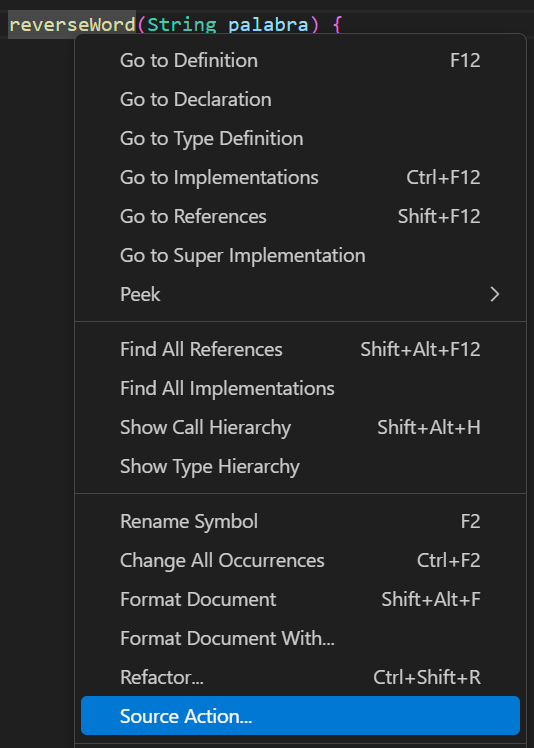 reverseWord(String palabra) {
Go to Definition F12
Go to Declaration
Go to Type Definition
Go to Implementations Ctrl+F12
Go to References Shift+F12
Go to Super Implementation
Peek
Find All References Shift+Alt+F12
Find All Implementations
Show Call Hierarchy Shift+Alt+H
Show Type Hierarchy
Rename Symbol F2
Change All Occurrences Ctrl+F2
Format Document Shift+Alt+F
Format Document With...
Refactor... Ctrl+Shift+R
Source Action...